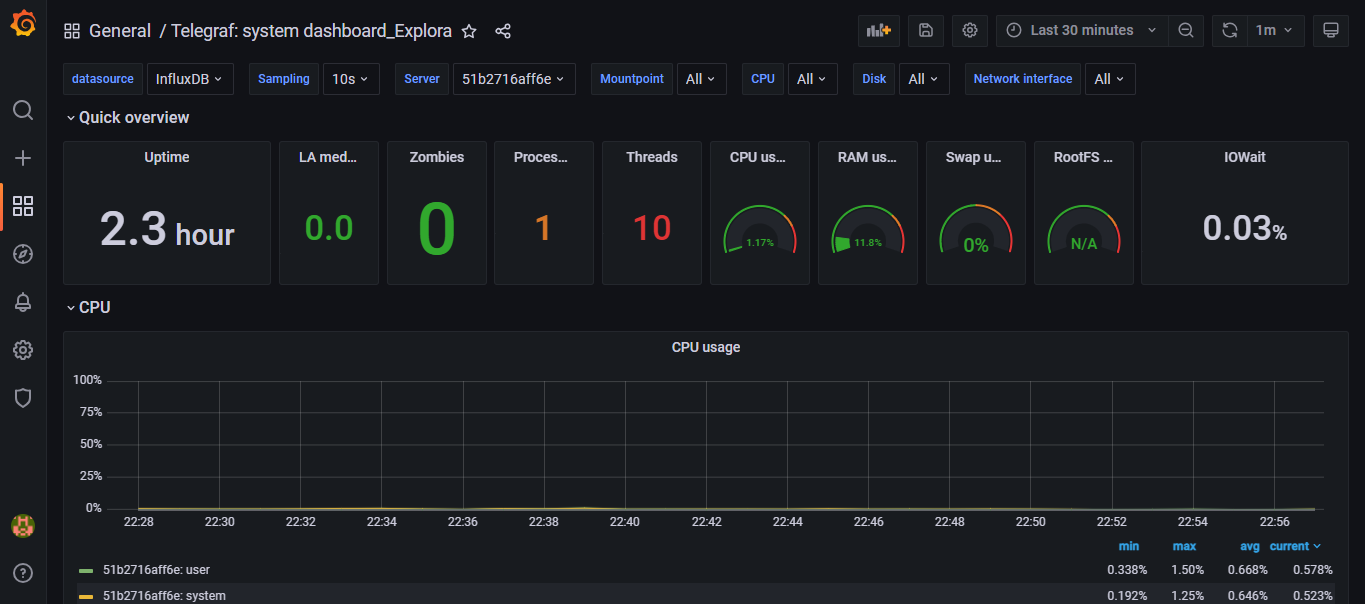 General / Telegraf: system dashboard_Explora
Last 30 minutes
1m
datasource InfluxDB Sampling 10s Server 51b2716aff6e Mountpoint All CPU All Disk All Network interface All
Quick overview
Uptime LA med... Zombies Proces... Threads CPU us... RAM us... Swap u... RootFS ... IOWait
2.3 hour 0.0 0 1 10 1.17% 11.8% 0% N/A 0.03%
CPU
CPU usage
100%
75%
50%
25%
0%
22:28 22:30 22:32 22:34 22:36 22:38 22:40 22:42 22:44 22:46 22:48 22:50 22:52 22:54 22:56
min max avg current
51b2716aff6e: user 0.338% 1.50% 0.668% 0.578%
51b2716aff6e: system 0.192% 1.25% 0.646% 0.523%